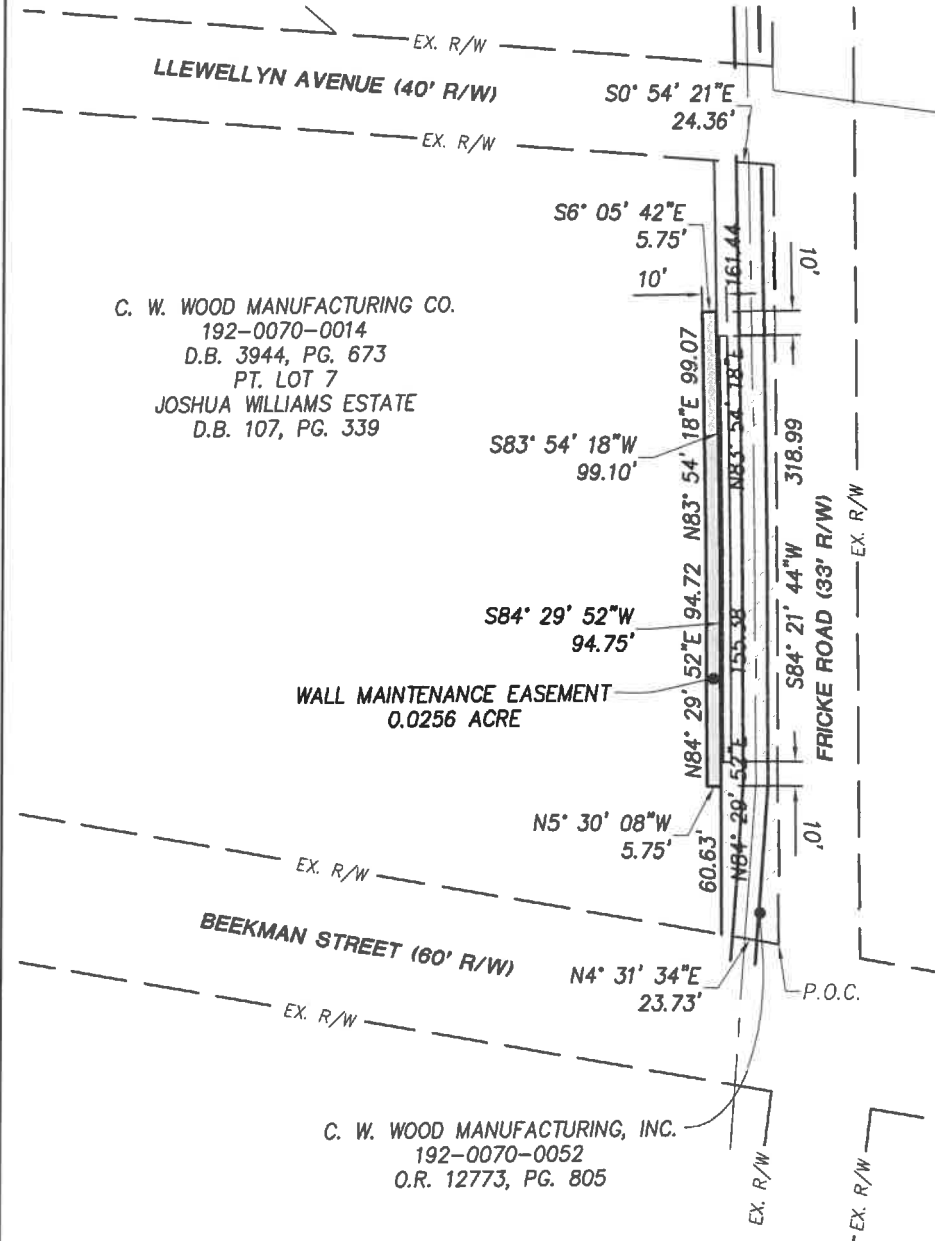 EX. R/W
LLEWELLYN AVENUE (40' R/W)
S0° 54' 21"E
24.36'
EX. R/W
S6° 05' 42"E
5.75'
10'
161.44
10'
C. W. WOOD MANUFACTURING CO.
192-0070-0014
D.B. 3944, PG. 673
PT. LOT 7
JOSHUA WILLIAMS ESTATE
D.B. 107, PG. 339
N83° 54' 18"E 99.07
N83° 54' 18"E
S83° 54' 18"W
99.10'
318.99
S84° 21' 44"W
FRICKE ROAD (33' R/W)
EX. R/W
S84° 29' 52"W
94.75'
N84° 29' 52"E 94.72
155.38
N84° 29' 52"E
WALL MAINTENANCE EASEMENT
0.0256 ACRE
N5° 30' 08"W
5.75'
60.63'
10'
EX. R/W
BEEKMAN STREET (60' R/W)
N4° 31' 34"E
23.73'
P.O.C.
EX. R/W
C. W. WOOD MANUFACTURING, INC.
192-0070-0052
O.R. 12773, PG. 805
EX. R/W
EX. R/W